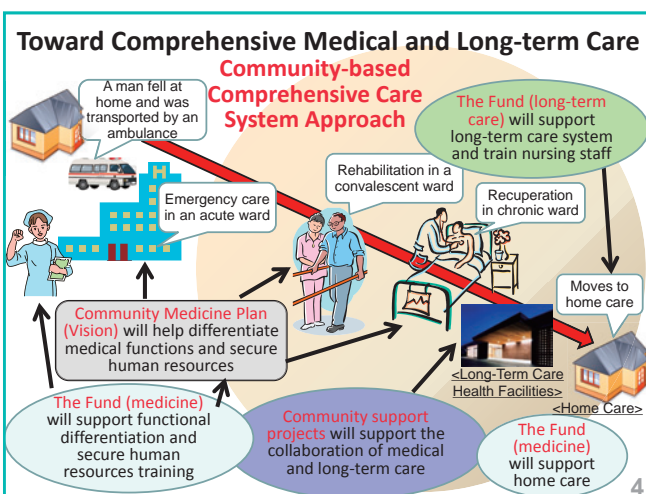 Toward Comprehensive Medical and Long-term Care
Community-based
Comprehensive Care
System Approach
A man fell at
home and was
transported by an
ambulance
The Fund (long-term
care) will support
long-term care system
and train nursing staff
H
Emergency care
in an acute ward
Rehabilitation in a
convalescent ward
Recuperation
in chronic ward
Moves to
home care
Community Medicine Plan
(Vision) will help differentiate
medical functions and secure
human resources
<Long-Term Care
Health Facilities>
<Home Care>
The Fund (medicine)
will support functional
differentiation and
secure human
resources training
Community support
projects will support the
collaboration of medical
and long-term care
The Fund
(medicine)
will support
home care
4